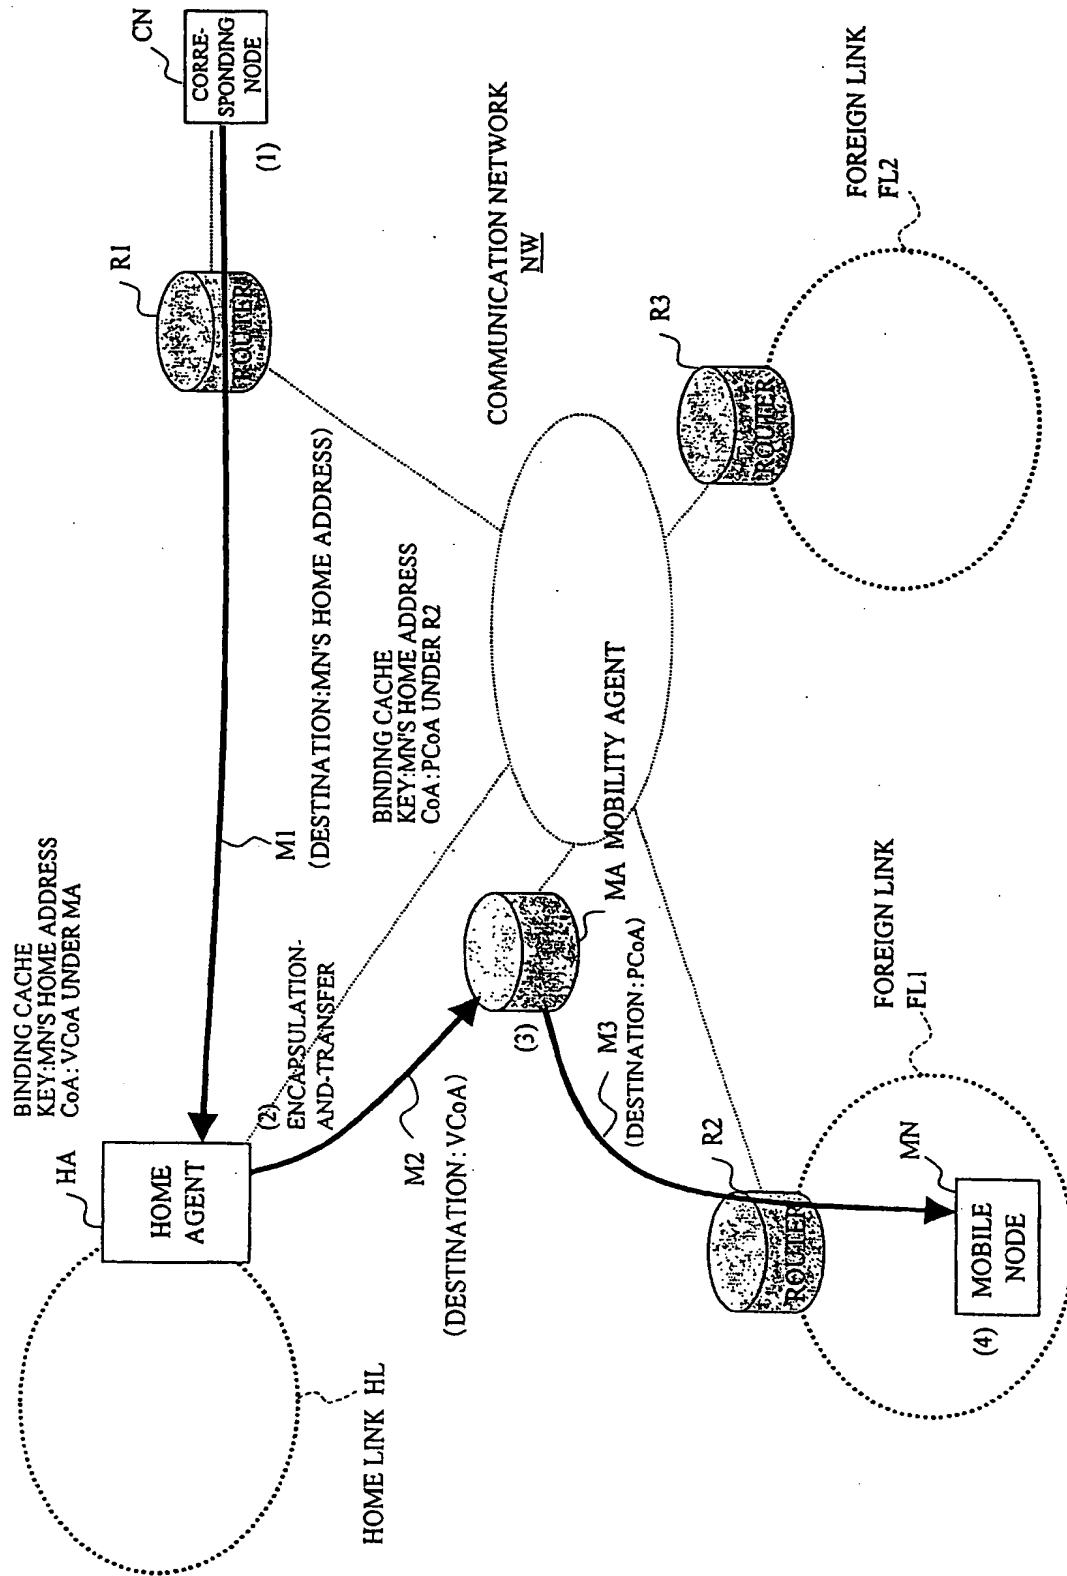 BINDING CACHE
KEY:MN'S HOME ADDRESS
CoA: VCoA UNDER MA
HA
HOME
AGENT
HOME LINK HL
CN
CORRE-
SPONDING
NODE
(1)
R1
ROUTER
M1
(DESTINATION:MN'S HOME ADDRESS)
(2)
ENCAPSULATION-
AND-TRANSFER
M2
(DESTINATION: VCoA)
BINDING CACHE
KEY:MN'S HOME ADDRESS
CoA:PCoA UNDER R2
COMMUNICATION NETWORK
NW
(3)
MA MOBILITY AGENT
M3
(DESTINATION:PCoA)
R2
ROUTER
R3
ROUTER
FOREIGN LINK
FL1
FOREIGN LINK
FL2
MN
MOBILE
NODE
(4)